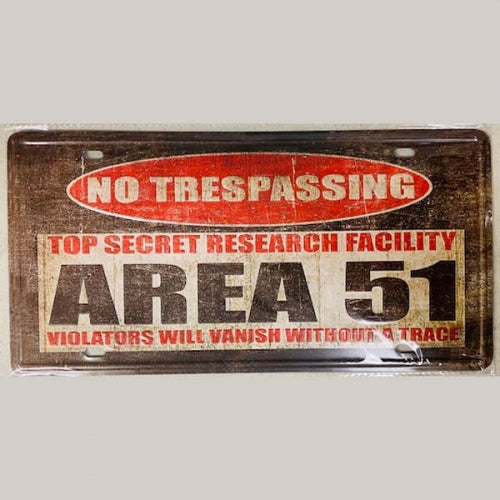 NO TRESPASSING
TOP SECRET RESEARCH FACILITY
AREA 51
VIOLATORS WILL VANISH WITHOUT A TRACE